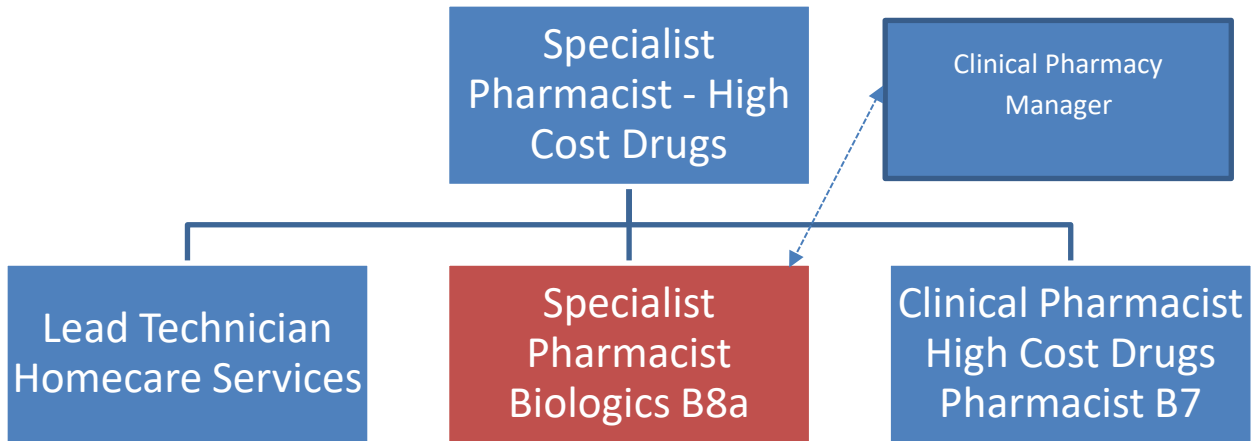 Specialist
Pharmacist - High
Cost Drugs
Clinical Pharmacy
Manager
Lead Technician
Homecare Services
Specialist
Pharmacist
Biologics B8a
Clinical Pharmacist
High Cost Drugs
Pharmacist B7